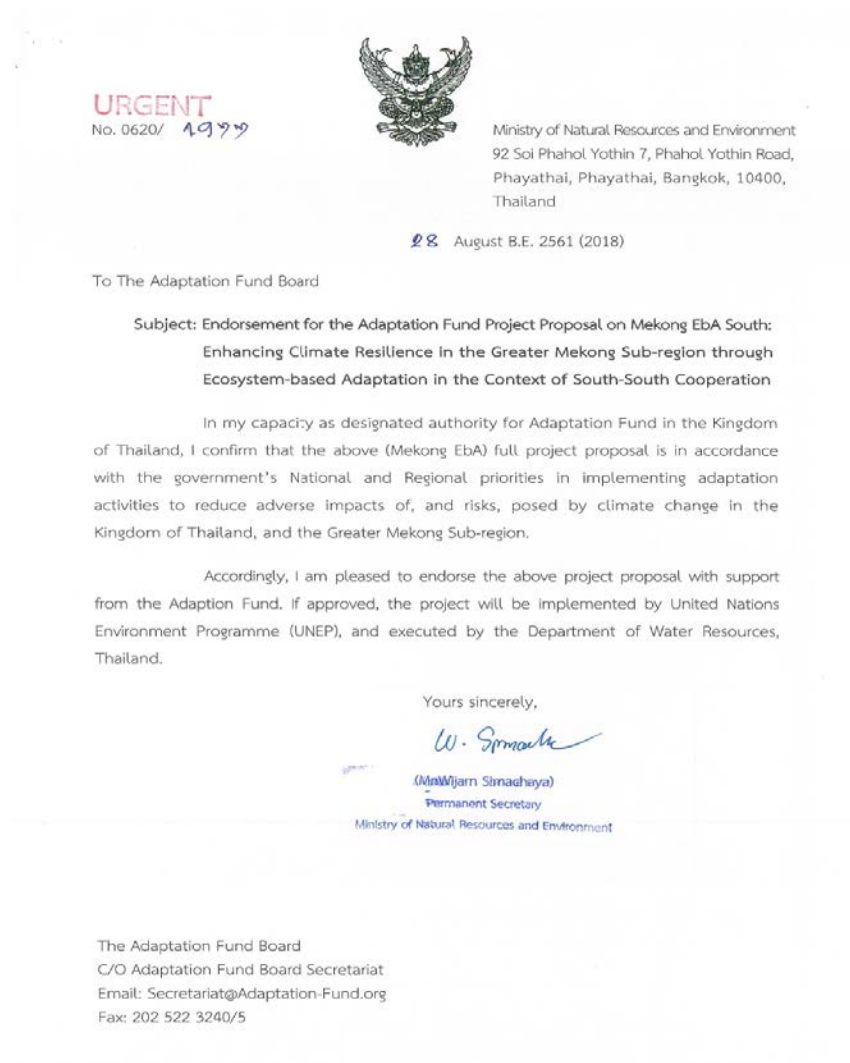 URGENT
No. 0620/
Ministry of Natural Resources and Environment
92 Soi Phahol Yothin 7, Phahol Yothin Road,
Phayathai, Phayathai, Bangkok, 10400,
Thailand
28 August B.E. 2561 (2018)
To The Adaptation Fund Board
Subject: Endorsement for the Adaptation Fund Project Proposal on Mekong EbA South:
Enhancing Climate Resilience in the Greater Mekong Sub-region through
Ecosystem-based Adaptation in the Context of South-South Cooperation
In my capacity as designated authority for Adaptation Fund in the Kingdom
of Thailand, I confirm that the above (Mekong EbA) full project proposal is in accordance
with the government's National and Regional priorities in implementing adaptation
activities to reduce adverse impacts of, and risks, posed by climate change in the
Kingdom of Thailand, and the Greater Mekong Sub-region.
Accordingly, I am pleased to endorse the above project proposal with support
from the Adaption Fund. If approved, the project will be implemented by United Nations
Environment Programme (UNEP), and executed by the Department of Water Resources,
Thailand.
Yours sincerely,
(Mr.Wijarn Simachaya)
Permanent Secretary
Ministry of Natural Resources and Environment
The Adaptation Fund Board
C/O Adaptation Fund Board Secretariat
Email: Secretariat@Adaptation-Fund.org
Fax: 202 522 3240/5